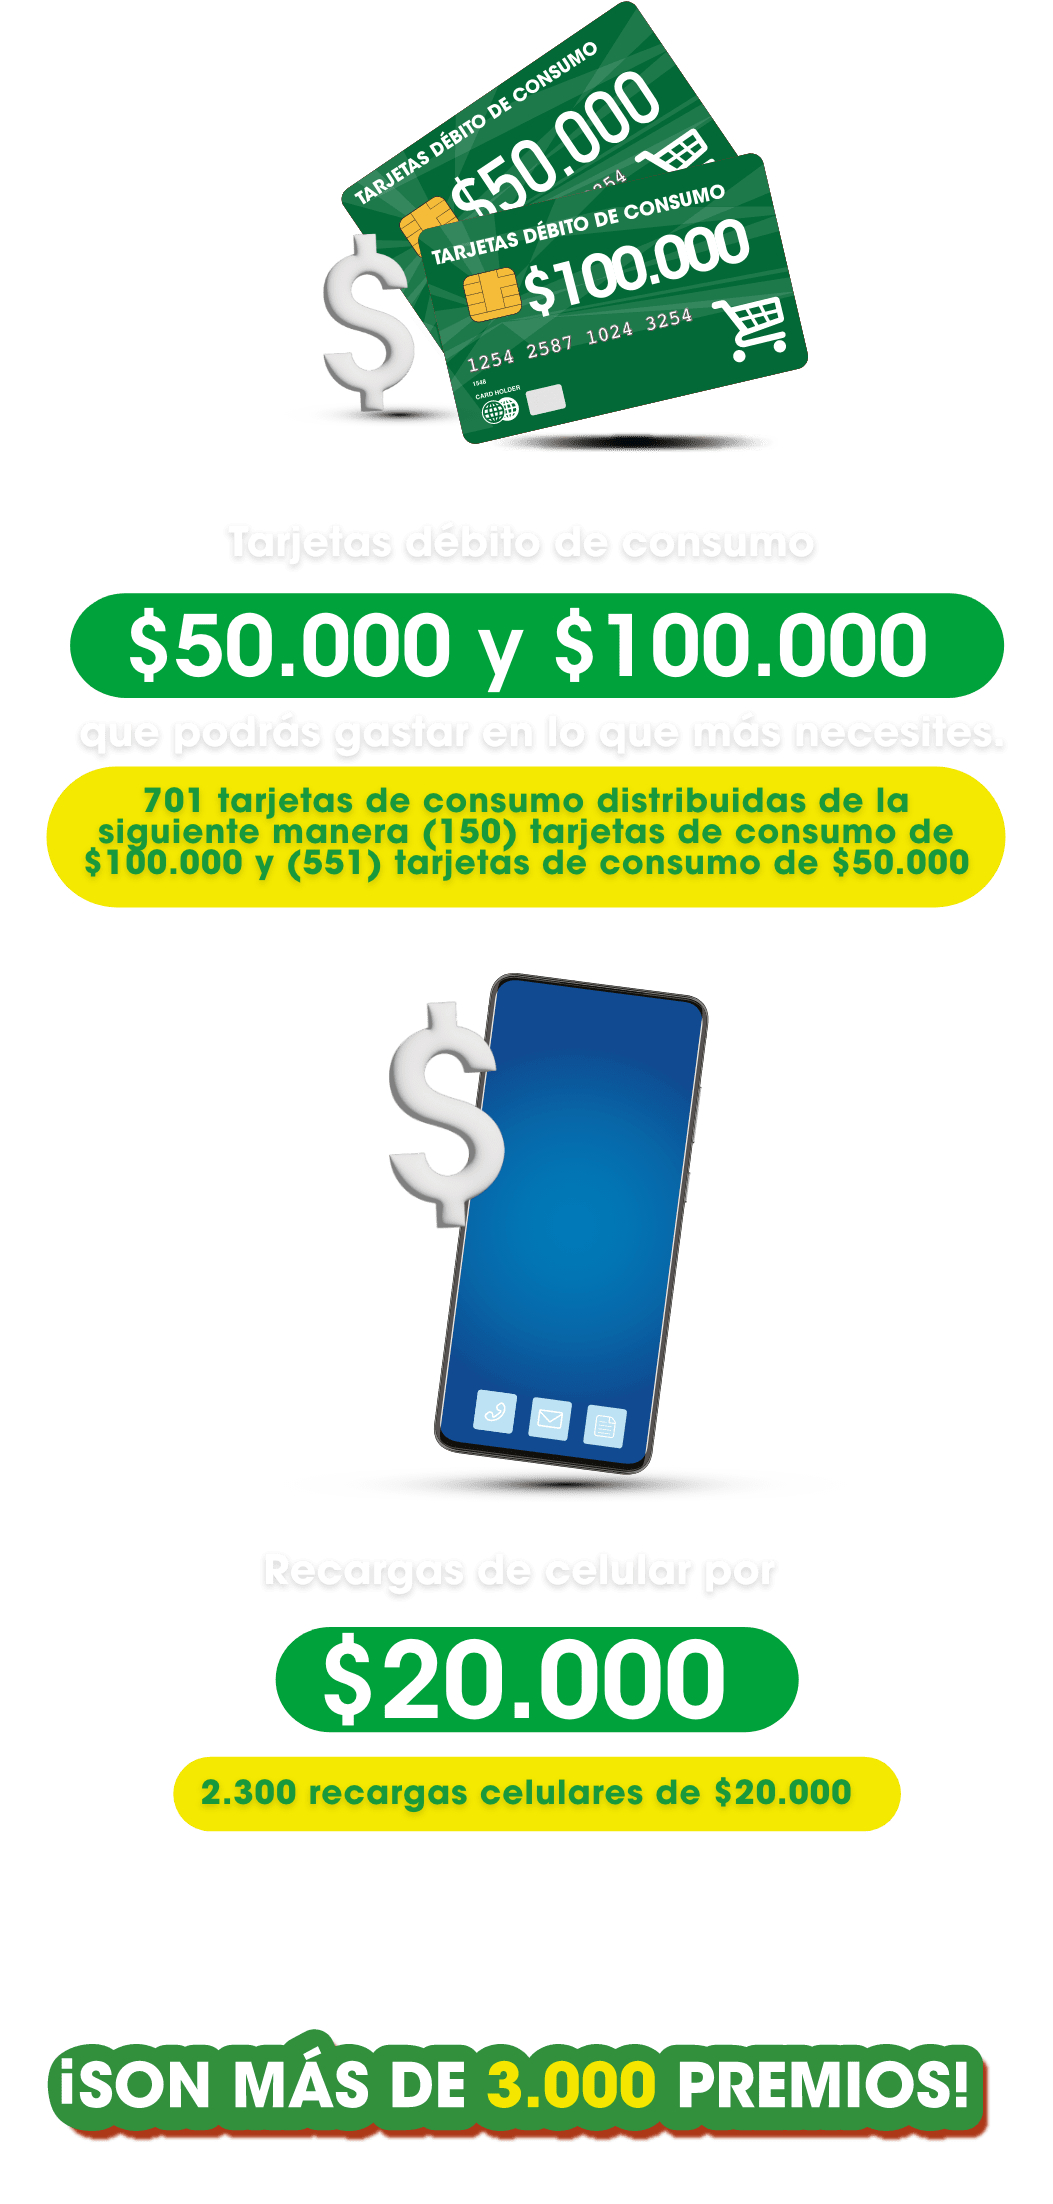 TARJETAS DÉBITO DE CONSUMO
$50.000
254
TARJETAS DÉBITO DE CONSUMO
$100.000
1254 2587 1024 3254
1548
CARD HOLDER
Tarjetas débito de consumo
$50.000 y $100.000
que podrás gastar en lo que más necesites.
701 tarjetas de consumo distribuidas de la
siguiente manera (150) tarjetas de consumo de
$100.000 y (551) tarjetas de consumo de $50.000
Recargas de celular por
$20.000
2.300 recargas celulares de $20.000
¡SON MÁS DE 3.000 PREMIOS!